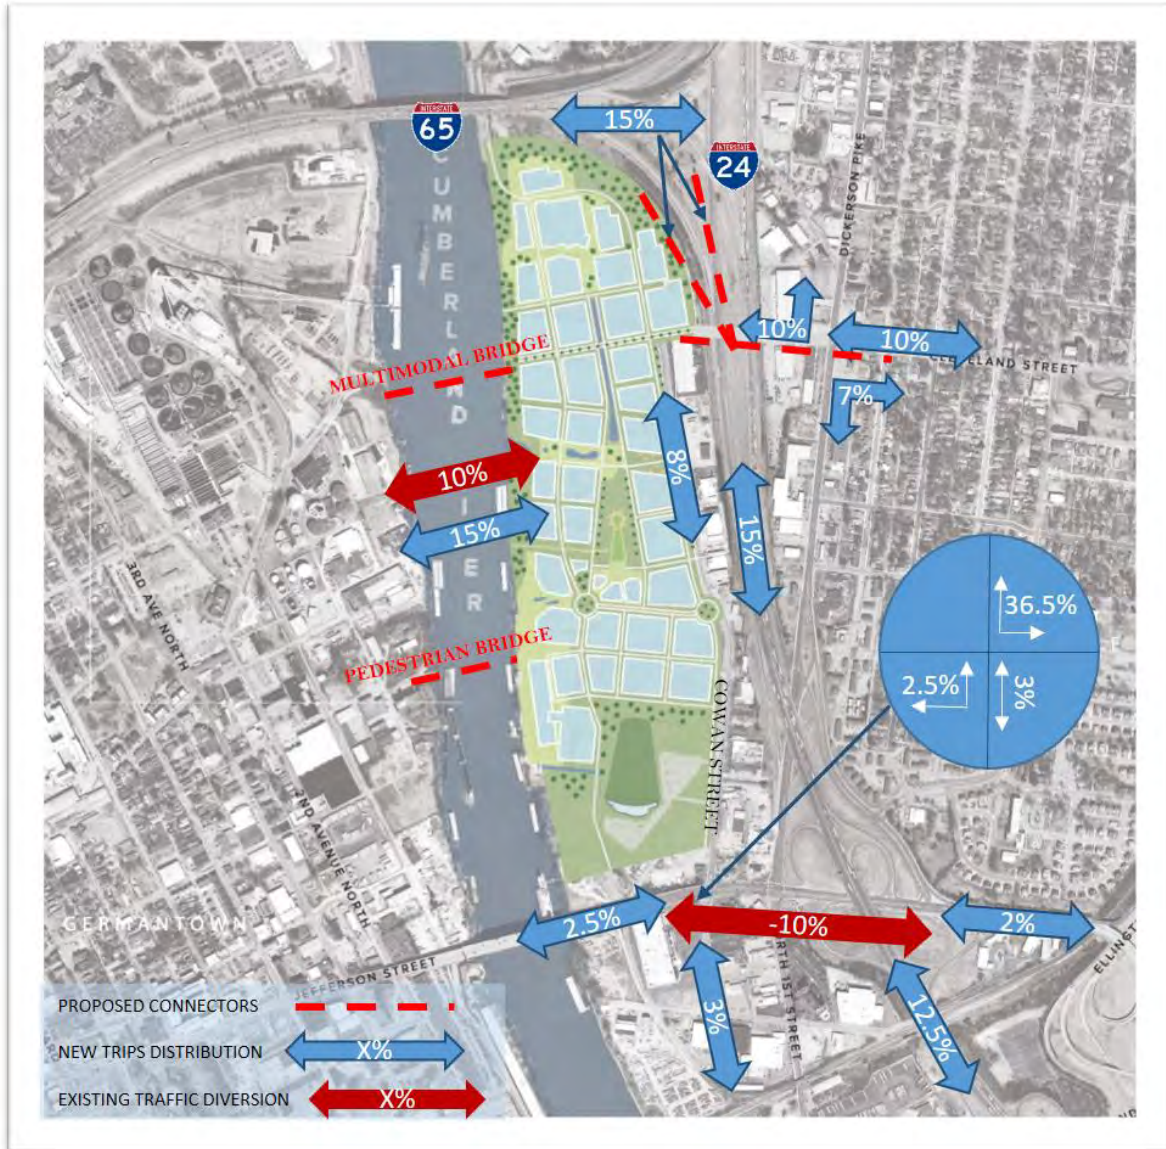 15%
INTERSTATE
65
INTERSTATE
24
CUMBERLAND
DICKERSON PIKE
10%
10%
CLEVELAND STREET
MULTIMODAL BRIDGE
7%
8%
10%
15%
15%
RIVER
3RD AVE NORTH
36.5%
2.5%
3%
PEDESTRIAN BRIDGE
COWAN STREET
2ND AVENUE NORTH
GERMANTOWN
2.5%
-10%
2%
JEFFERSON STREET
3%
RTH 1ST STREET
12.5%
ELLINGT
PROPOSED CONNECTORS
NEW TRIPS DISTRIBUTION
X%
EXISTING TRAFFIC DIVERSION
X%